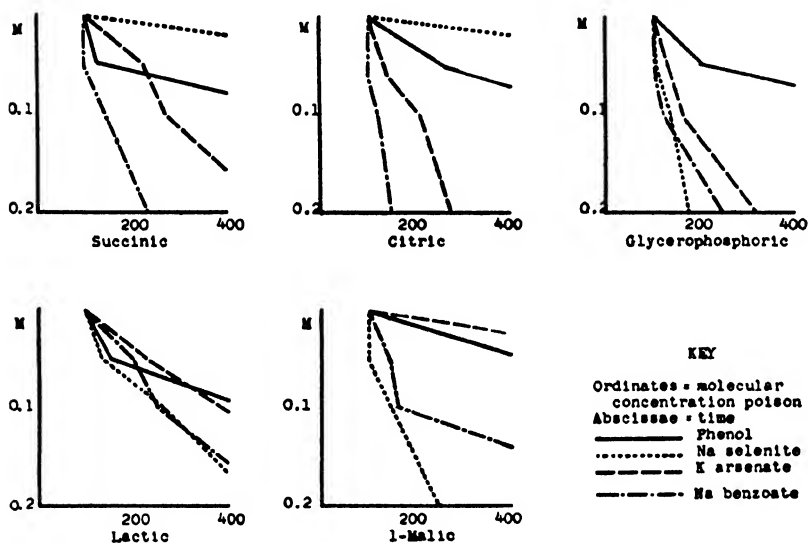 M
0.1
0.2
200 400
Succinic
M
0.1
0.2
200 400
Citric
M
0.1
0.2
200 400
Glycerophosphoric
M
0.1
0.2
200 400
Lactic
M
0.1
0.2
200 400
l-Malic
KEY
Ordinates = molecular
concentration poison
Abscissae = time
Phenol
Na selenite
K arsenate
Na benzoate